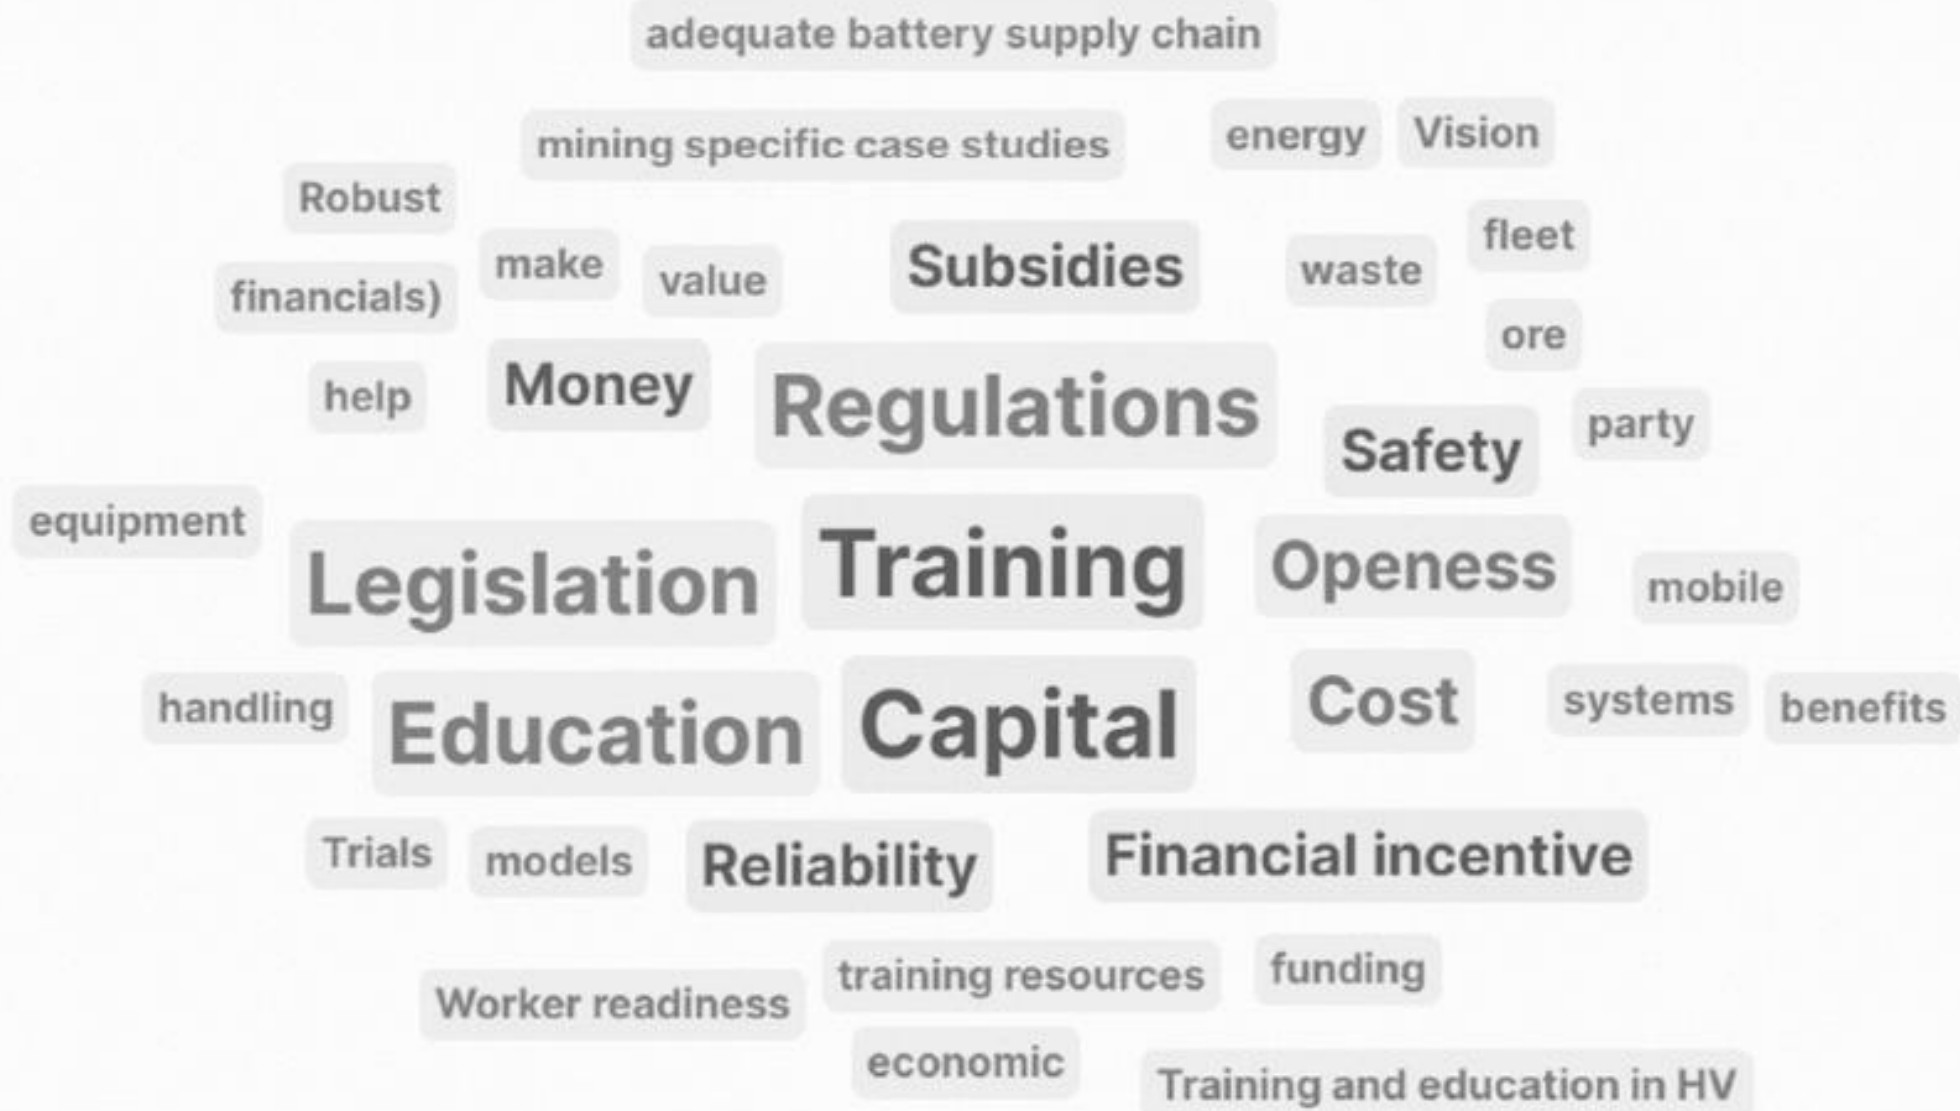 adequate battery supply chain
mining specific case studies
energy
Vision
Robust
fleet
make
value
Subsidies
waste
financials)
ore
help
Money
Regulations
Safety
party
equipment
Legislation
Training
Openess
mobile
handling
Education
Capital
Cost
systems
benefits
Trials
models
Reliability
Financial incentive
Worker readiness
training resources
funding
economic
Training and education in HV